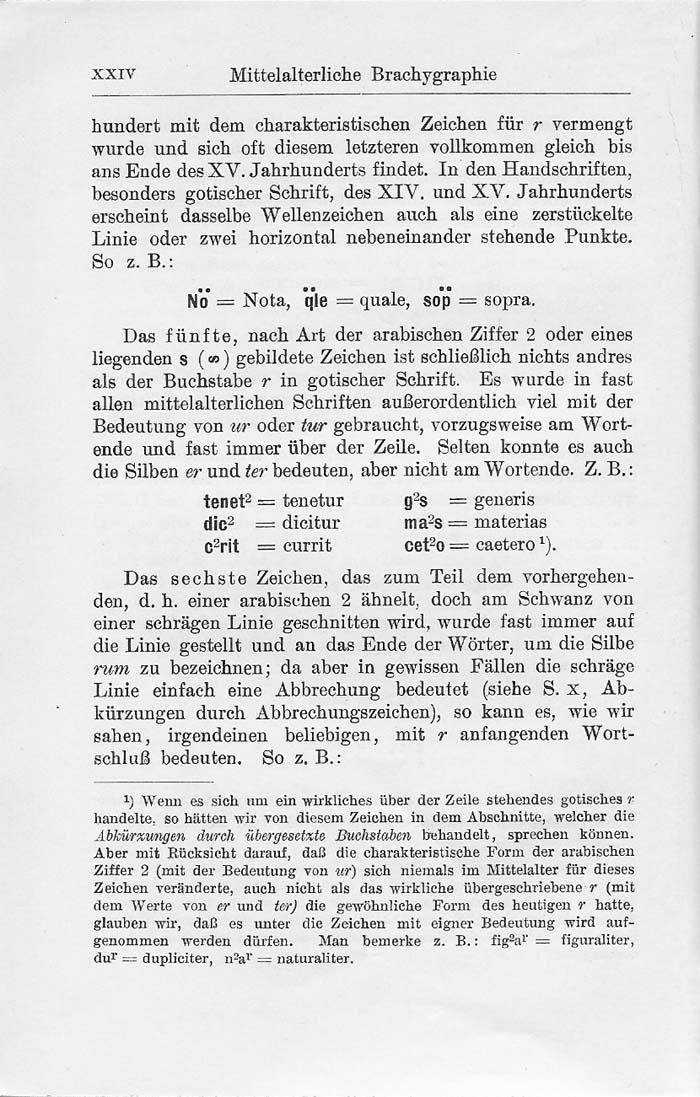 XXIV Mittelalterliche Brachygraphie
hundert mit dem charakteristischen Zeichen für r vermengt
wurde und sich oft diesem letzteren vollkommen gleich bis
ans Ende des XV. Jahrhunderts findet. In den Handschriften,
besonders gotischer Schrift, des XIV. und XV. Jahrhunderts
erscheint dasselbe Wellenzeichen auch als eine zerstückelte
Linie oder zwei horizontal nebeneinander stehende Punkte.
So z. B.:
N̈o = Nota, q̈le = quale, sop̈ = sopra.
Das fünfte, nach Art der arabischen Ziffer 2 oder eines
liegenden s (∞) gebildete Zeichen ist schließlich nichts andres
als der Buchstabe r in gotischer Schrift. Es wurde in fast
allen mittelalterlichen Schriften außerordentlich viel mit der
Bedeutung von ur oder tur gebraucht, vorzugsweise am Wort-
ende und fast immer über der Zeile. Selten konnte es auch
die Silben er und ter bedeuten, aber nicht am Wortende. Z. B.:
tenet² = tenetur g²s = generis
dic² = dicitur ma²s = materias
c²rit = currit cet²o = caetero ¹).
Das sechste Zeichen, das zum Teil dem vorhergehen-
den, d. h. einer arabischen 2 ähnelt, doch am Schwanz von
einer schrägen Linie geschnitten wird, wurde fast immer auf
die Linie gestellt und an das Ende der Wörter, um die Silbe
rum zu bezeichnen; da aber in gewissen Fällen die schräge
Linie einfach eine Abbrechung bedeutet (siehe S. X, Ab-
kürzungen durch Abbrechungszeichen), so kann es, wie wir
sahen, irgendeinen beliebigen, mit r anfangenden Wort-
schluß bedeuten. So z. B.:
¹) Wenn es sich um ein wirkliches über der Zeile stehendes gotisches r
handelte, so hätten wir von diesem Zeichen in dem Abschnitte, welcher die
Abkürzungen durch übergesetzte Buchstaben behandelt, sprechen können.
Aber mit Rücksicht darauf, daß die charakteristische Form der arabischen
Ziffer 2 (mit der Bedeutung von ur) sich niemals im Mittelalter für dieses
Zeichen veränderte, auch nicht als das wirkliche übergeschriebene r (mit
dem Werte von er und ter) die gewöhnliche Form des heutigen r hatte,
glauben wir, daß es unter die Zeichen mit eigner Bedeutung wird auf-
genommen werden dürfen. Man bemerke z. B.: fig²aʳ = figuraliter,
duʳ = dupliciter, n²aʳ = naturaliter.